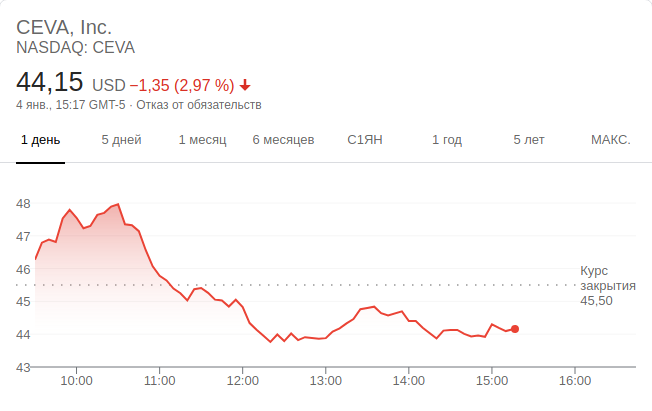 CEVA, Inc.
NASDAQ: CEVA
44,15 USD −1,35 (2,97 %)
4 янв., 15:17 GMT-5 · Отказ от обязательств
1 день 5 дней 1 месяц 6 месяцев С1ЯН 1 год 5 лет МАКС.
48
47
46
45
44
43
Курс
закрытия
45,50
10:00 11:00 12:00 13:00 14:00 15:00 16:00